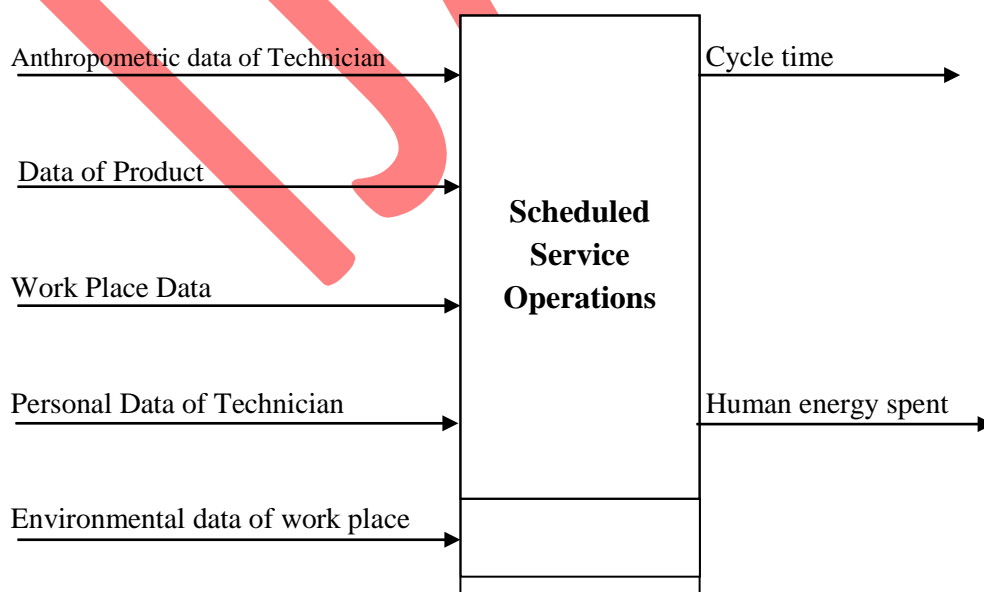 Anthropometric data of Technician
Cycle time
Data of Product
Scheduled
Service
Operations
Work Place Data
Personal Data of Technician
Human energy spent
Environmental data of work place